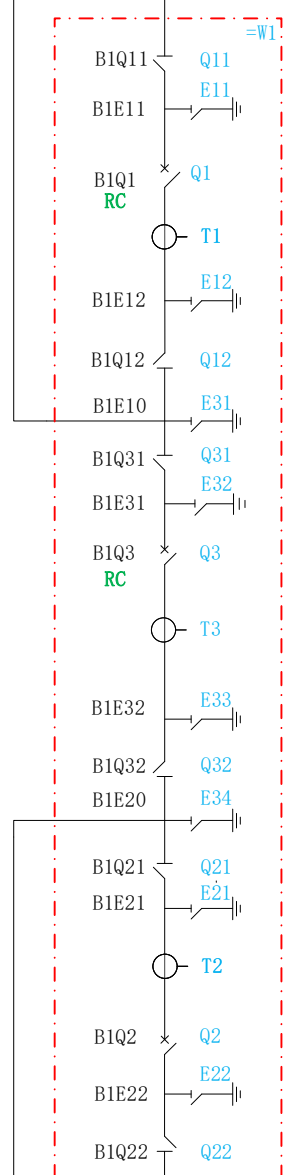 =W1
B1Q11 Q11
E11
B1E11
B1Q1 Q1
RC
T1
E12
B1E12
B1Q12 Q12
B1E10 E31
B1Q31 Q31
E32
B1E31
B1Q3 Q3
RC
T3
E33
B1E32
B1Q32 Q32
B1E20 E34
B1Q21 Q21
E21
B1E21
T2
B1Q2 Q2
E22
B1E22
B1Q22 Q22